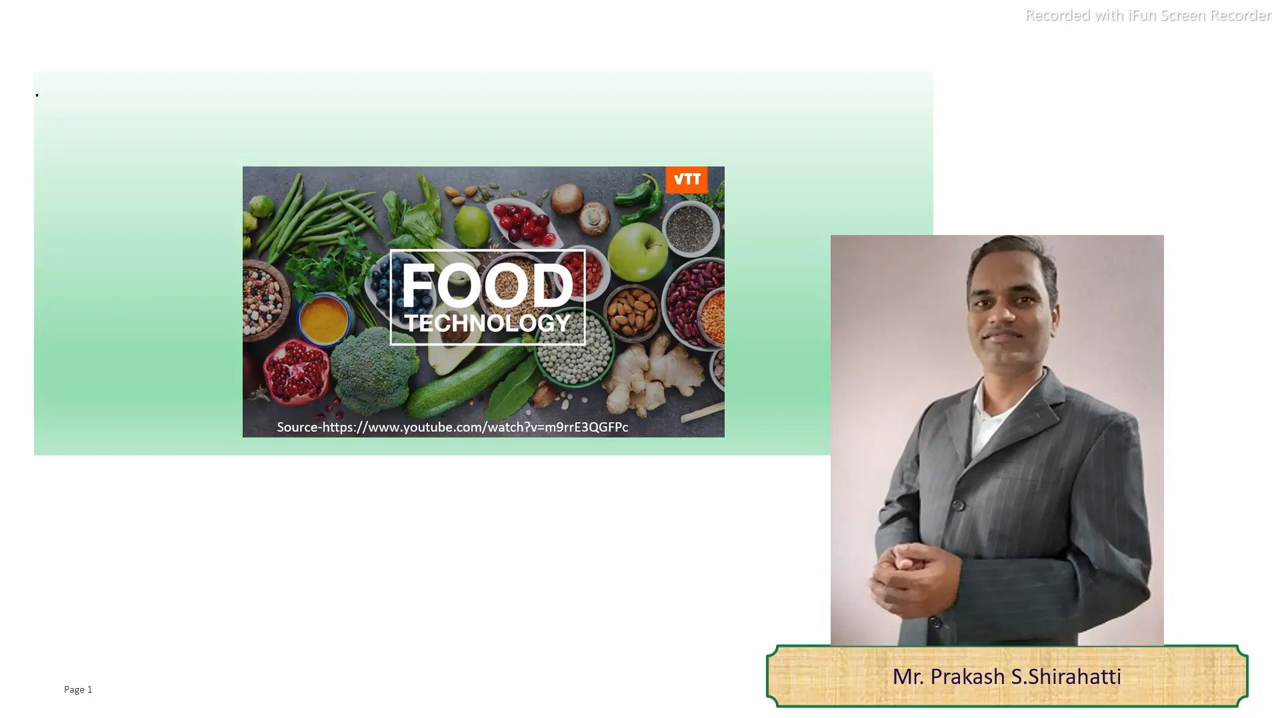 Recorded with iFun Screen Recorder
.
VTT
FOOD
TECHNOLOGY
Source-https://www.youtube.com/watch?v=m9rrE3QGFPc
Mr. Prakash S.Shirahatti
Page 1